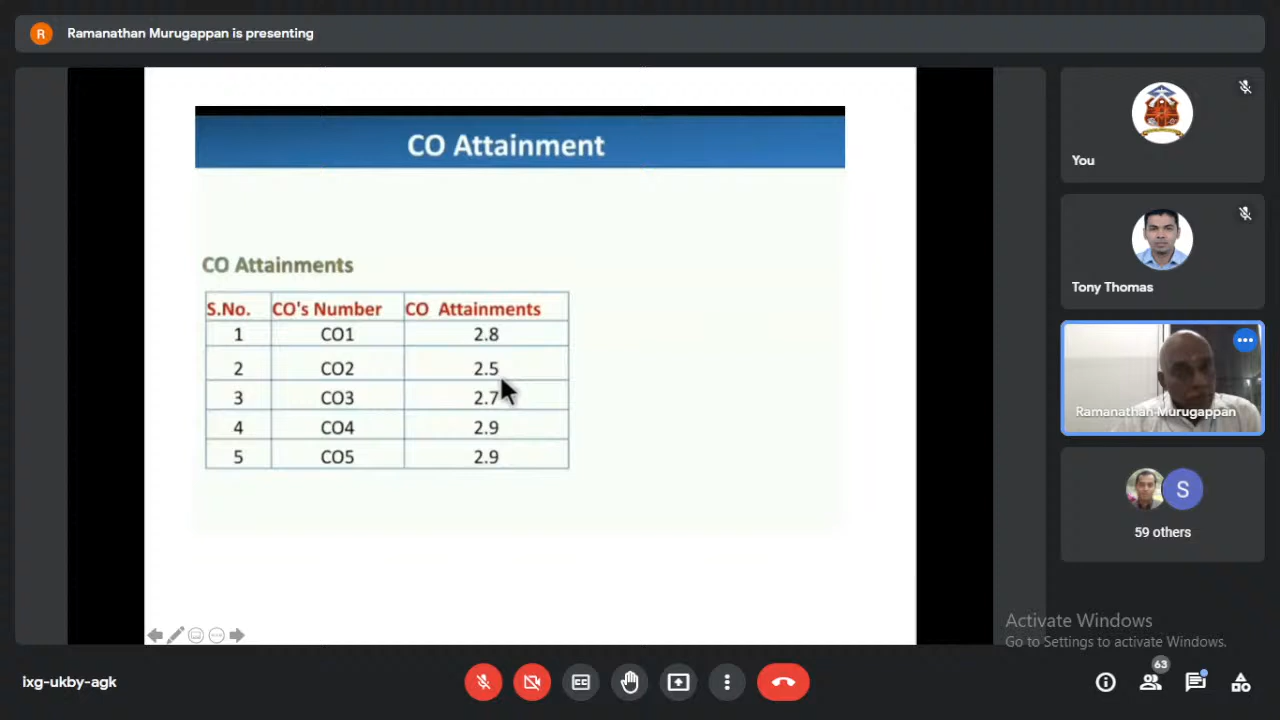 R Ramanathan Murugappan is presenting
CO Attainment
CO Attainments
S.No. CO's Number CO Attainments
1 CO1 2.8
2 CO2 2.5
3 CO3 2.7
4 CO4 2.9
5 CO5 2.9
You
Tony Thomas
Ramanathan Murugappan
S
59 others
Activate Windows
Go to Settings to activate Windows.
ixg-ukby-agk
CC
63